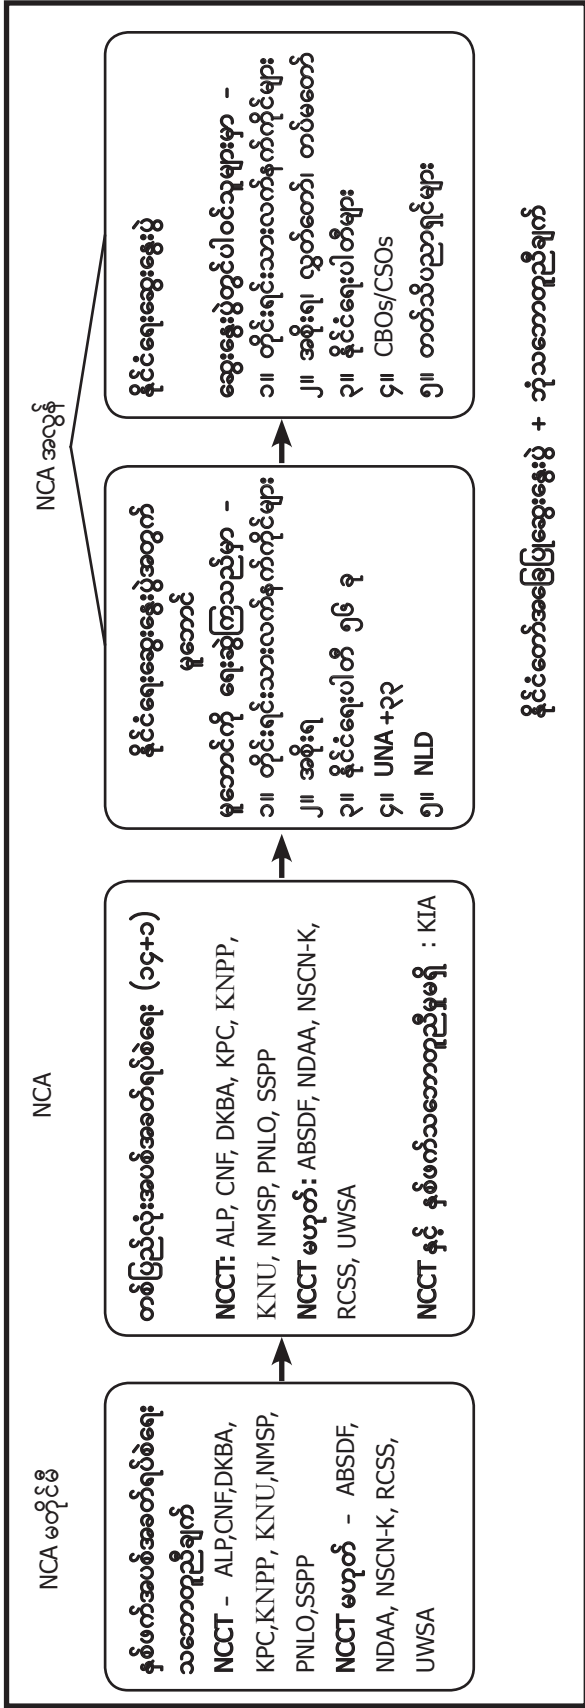 NCA မတိုင်မီ
နှစ်ဖက်အပစ်အခတ်ရပ်စဲရေး
သဘောတူညီချက်
NCCT - ALP,CNF,DKBA,
KPC,KNPP, KNU,NMSP,
PNLO,SSPP
NCCT မဟုတ် - ABSDF,
NDAA, NSCN-K, RCSS,
UWSA
NCA
တစ်ပြည်လုံးအပစ်အခတ်ရပ်စဲရေး (၁၄+၁)
NCCT: ALP, CNF, DKBA, KPC, KNPP,
KNU, NMSP, PNLO, SSPP
NCCT မဟုတ်: ABSDF, NDAA, NSCN-K,
RCSS, UWSA
NCCT နှင့် နှစ်ဖက်သဘောတူညီမှုမရှိ : KIA
NCA အလွန်
နိုင်ငံရေးဆွေးနွေးပွဲအတွက်
မူဘောင်
မူဘောင်ကို ရေးဆွဲကြသည်မှာ -
၁။ တိုင်းရင်းသားလက်နက်ကိုင်များ
၂။ အစိုးရ
၃။ နိုင်ငံရေးပါတီ ၅၆ ခု
၄။ UNA +၃၃
၅။ NLD
နိုင်ငံရေးဆွေးနွေးပွဲ
ဆွေးနွေးပွဲတွင်ပါဝင်သူများမှာ -
၁။ တိုင်းရင်းသားလက်နက်ကိုင်များ
၂။ အစိုးရ၊ လွှတ်တော်၊ တပ်မတော်
၃။ နိုင်ငံရေးပါတီများ
၄။ CBOs/CSOs
၅။ တတ်သိပညာရှင်များ
နိုင်ငံတော်အခြေပြုဆွေးနွေးပွဲ + ဘုံသဘောတူညီချက်